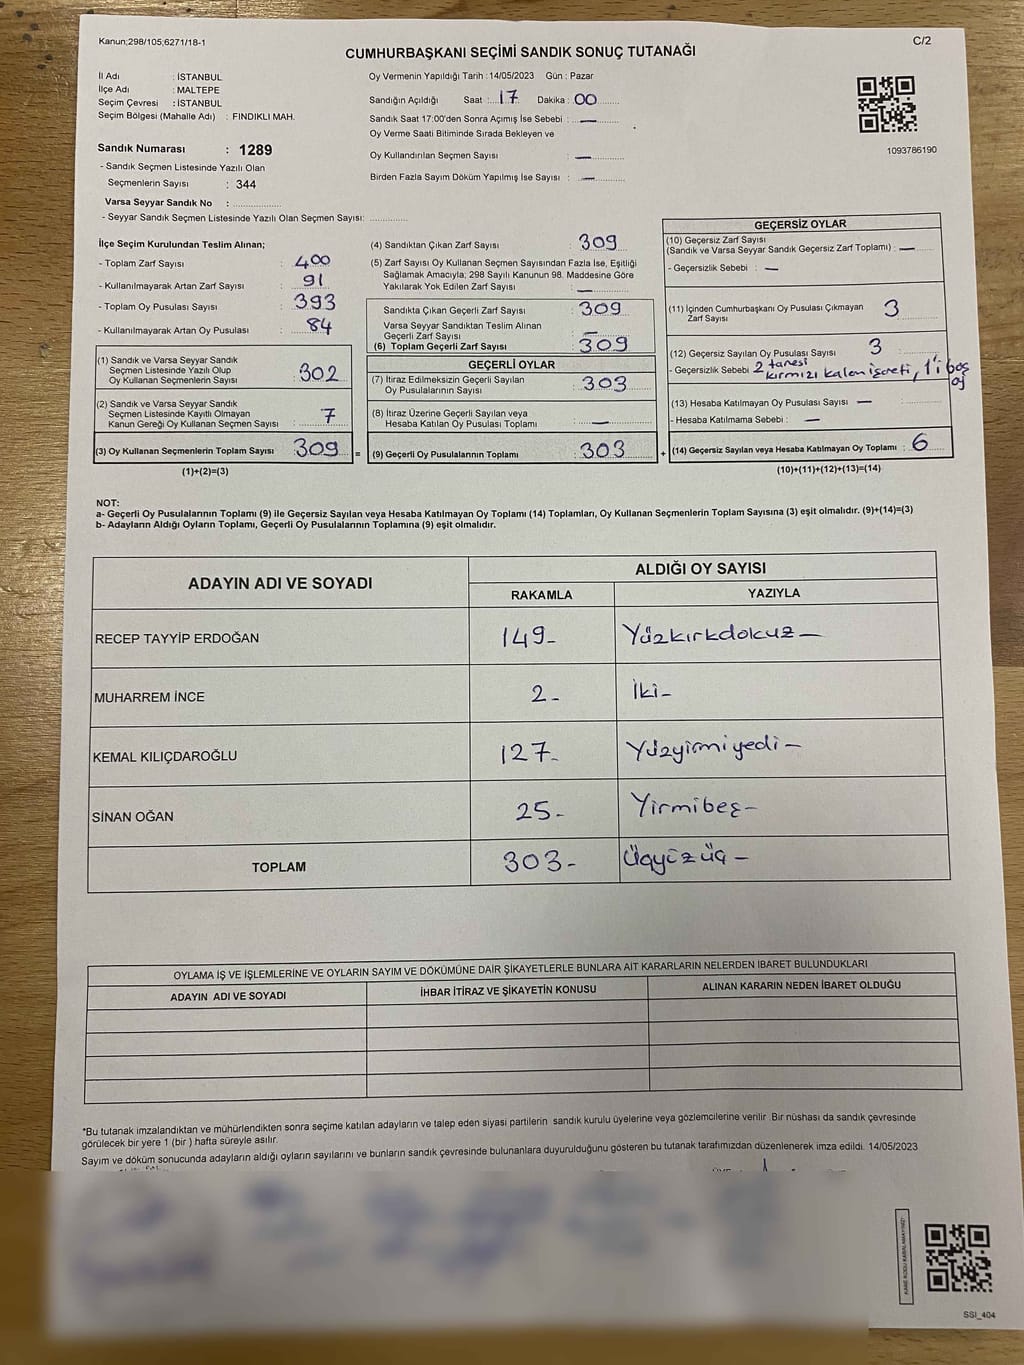 Kanun;298/105;6271/18-1
C/2
CUMHURBAŞKANI SEÇİMİ SANDIK SONUÇ TUTANAĞI
İl Adı : İSTANBUL
İlçe Adı : MALTEPE
Seçim Çevresi : İSTANBUL
Seçim Bölgesi (Mahalle Adı) : FINDIKLI MAH.
Sandık Numarası : 1289
- Sandık Seçmen Listesinde Yazılı Olan
Seçmenlerin Sayısı : 344
Varsa Seyyar Sandık No : ................
- Seyyar Sandık Seçmen Listesinde Yazılı Olan Seçmen Sayısı: ............
Oy Vermenin Yapıldığı Tarih : 14/05/2023 Gün : Pazar
Sandığın Açıldığı Saat : 17 Dakika : 00
Sandık Saat 17:00'den Sonra Açımış İse Sebebi : —
Oy Verme Saati Bitiminde Sırada Bekleyen ve
Oy Kullandırılan Seçmen Sayısı : —
Birden Fazla Sayım Döküm Yapılmış İse Sayısı : —
1093786190
İlçe Seçim Kurulundan Teslim Alınan;
- Toplam Zarf Sayısı : 400
- Kullanılmayarak Artan Zarf Sayısı : 91
- Toplam Oy Pusulası Sayısı : 393
- Kullanılmayarak Artan Oy Pusulası : 84
(1) Sandık ve Varsa Seyyar Sandık
Seçmen Listesinde Yazılı Olup
Oy Kullanan Seçmenlerin Sayısı : 302
(2) Sandık ve Varsa Seyyar Sandık
Seçmen Listesinde Kayıtlı Olmayan
Kanun Gereği Oy Kullanan Seçmen Sayısı : 7
(3) Oy Kullanan Seçmenlerin Toplam Sayısı : 309 =
(1)+(2)=(3)
(4) Sandıktan Çıkan Zarf Sayısı : 309
(5) Zarf Sayısı Oy Kullanan Seçmen Sayısından Fazla İse, Eşitliği
Sağlamak Amacıyla; 298 Sayılı Kanunun 98. Maddesine Göre
Yakılarak Yok Edilen Zarf Sayısı : —
Sandıkta Çıkan Geçerli Zarf Sayısı : 309
Varsa Seyyar Sandıktan Teslim Alınan
Geçerli Zarf Sayısı : —
(6) Toplam Geçerli Zarf Sayısı : 309
GEÇERLİ OYLAR
(7) İtiraz Edilmeksizin Geçerli Sayılan
Oy Pusulalarının Sayısı : 303
(8) İtiraz Üzerine Geçerli Sayılan veya
Hesaba Katılan Oy Pusulası Toplamı : —
(9) Geçerli Oy Pusulalarının Toplamı : 303 +
GEÇERSİZ OYLAR
(10) Geçersiz Zarf Sayısı
(Sandık ve Varsa Seyyar Sandık Geçersiz Zarf Toplamı) : —
- Geçersizlik Sebebi : —
(11) İçinden Cumhurbaşkanı Oy Pusulası Çıkmayan
Zarf Sayısı : 3
(12) Geçersiz Sayılan Oy Pusulası Sayısı : 3
- Geçersizlik Sebebi 2 tanesi
kırmızı kalem işareti, 1'i boş
oy
(13) Hesaba Katılmayan Oy Pusulası Sayısı : —
- Hesaba Katılmama Sebebi : —
(14) Geçersiz Sayılan veya Hesaba Katılmayan Oy Toplamı : 6
(10)+(11)+(12)+(13)=(14)
NOT:
a- Geçerli Oy Pusulalarının Toplamı (9) ile Geçersiz Sayılan veya Hesaba Katılmayan Oy Toplamı (14) Toplamları, Oy Kullanan Seçmenlerin Toplam Sayısına (3) eşit olmalıdır. (9)+(14)=(3)
b- Adayların Aldığı Oyların Toplamı, Geçerli Oy Pusulalarının Toplamına (9) eşit olmalıdır.
ADAYIN ADI VE SOYADI
ALDIĞI OY SAYISI
RAKAMLA YAZIYLA
RECEP TAYYİP ERDOĞAN 149- Yüzkırkdokuz-
MUHARREM İNCE 2- İki-
KEMAL KILIÇDAROĞLU 127- Yüzyirmiyedi-
SİNAN OĞAN 25- Yirmibeş-
TOPLAM 303- Üçyüzüç-
OYLAMA İŞ VE İŞLEMLERİNE VE OYLARIN SAYIM VE DÖKÜMÜNE DAİR ŞİKAYETLERLE BUNLARA AİT KARARLARIN NELERDEN İBARET BULUNDUKLARI
ADAYIN ADI VE SOYADI İHBAR İTİRAZ VE ŞİKAYETİN KONUSU ALINAN KARARIN NEDEN İBARET OLDUĞU
*Bu tutanak imzalandıktan ve mühürlendikten sonra seçime katılan adayların ve talep eden siyasi partilerin sandık kurulu üyelerine veya gözlemcilerine verilir Bir nüshası da sandık çevresinde
görülecek bir yere 1 (bir ) hafta süreyle asılır.
Sayım ve döküm sonucunda adayların aldığı oyların sayılarını ve bunların sandık çevresinde bulunanlara duyurulduğunu gösteren bu tutanak tarafımızdan düzenlenerek imza edildi. 14/05/2023
SSI_404